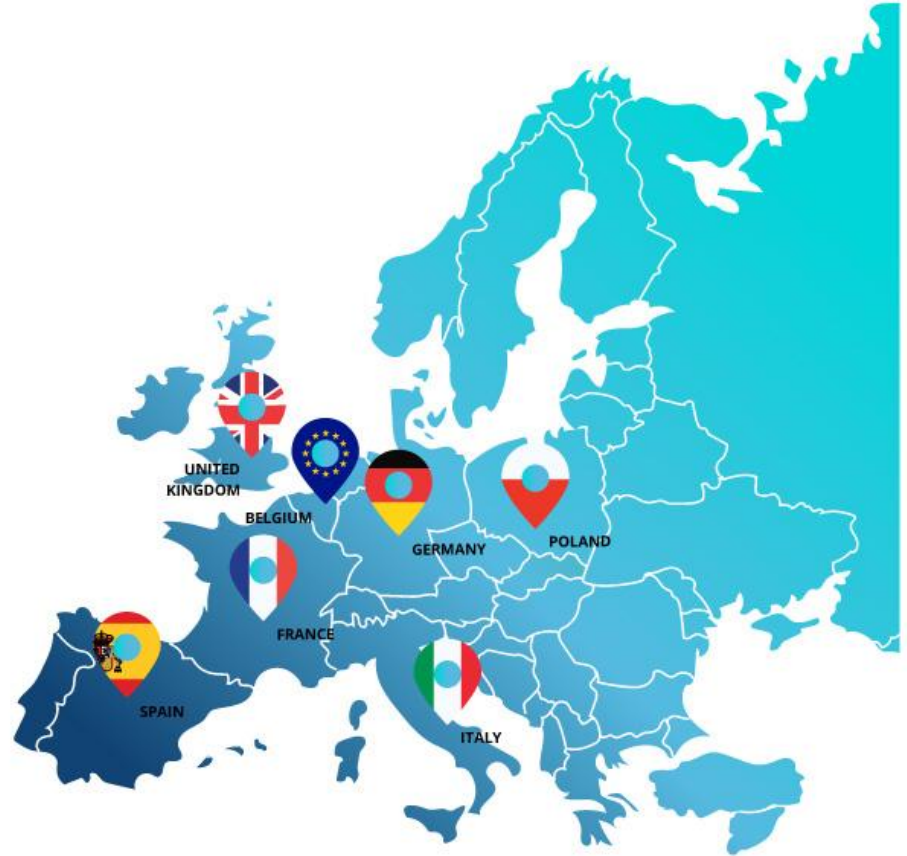 UNITED
KINGDOM
BELGIUM
GERMANY
POLAND
FRANCE
SPAIN
ITALY